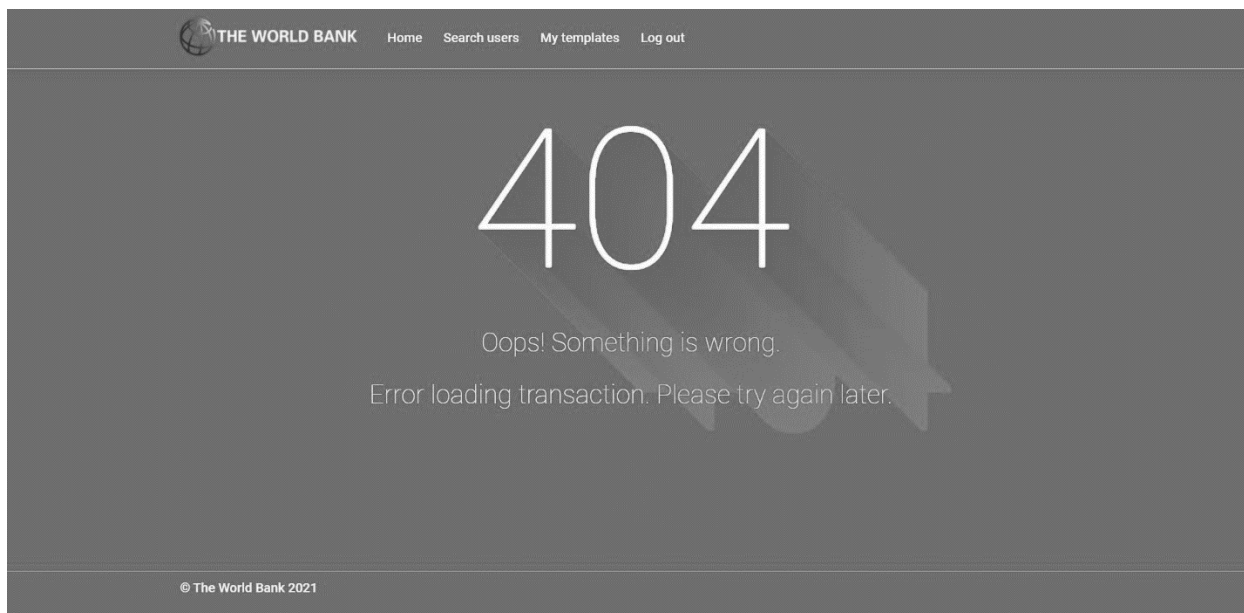 THE WORLD BANK Home Search users My templates Log out
404
Oops! Something is wrong.
Error loading transaction. Please try again later.
© The World Bank 2021